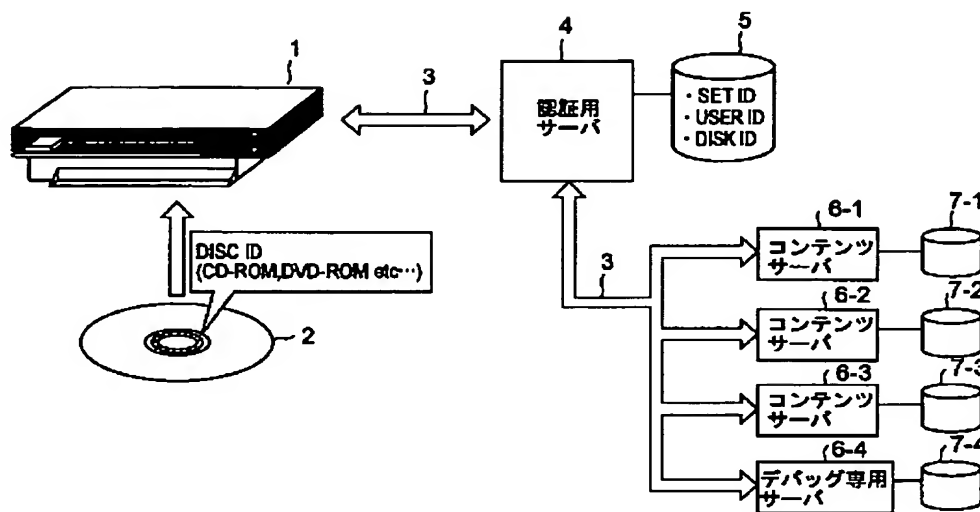 1
3
4
認証用
サーバ
5
・SET ID
・USER ID
・DISK ID
DISC ID
(CD-ROM,DVD-ROM etc…)
2
3
6-1
コンテンツ
サーバ
7-1
6-2
コンテンツ
サーバ
7-2
6-3
コンテンツ
サーバ
7-3
6-4
デバッグ専用
サーバ
7-4